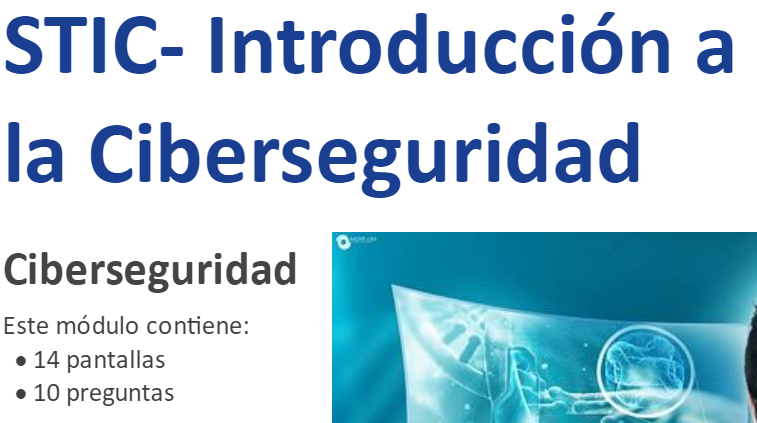 STIC- Introducción a
la Ciberseguridad
Ciberseguridad
Este módulo contiene:
• 14 pantallas
• 10 preguntas